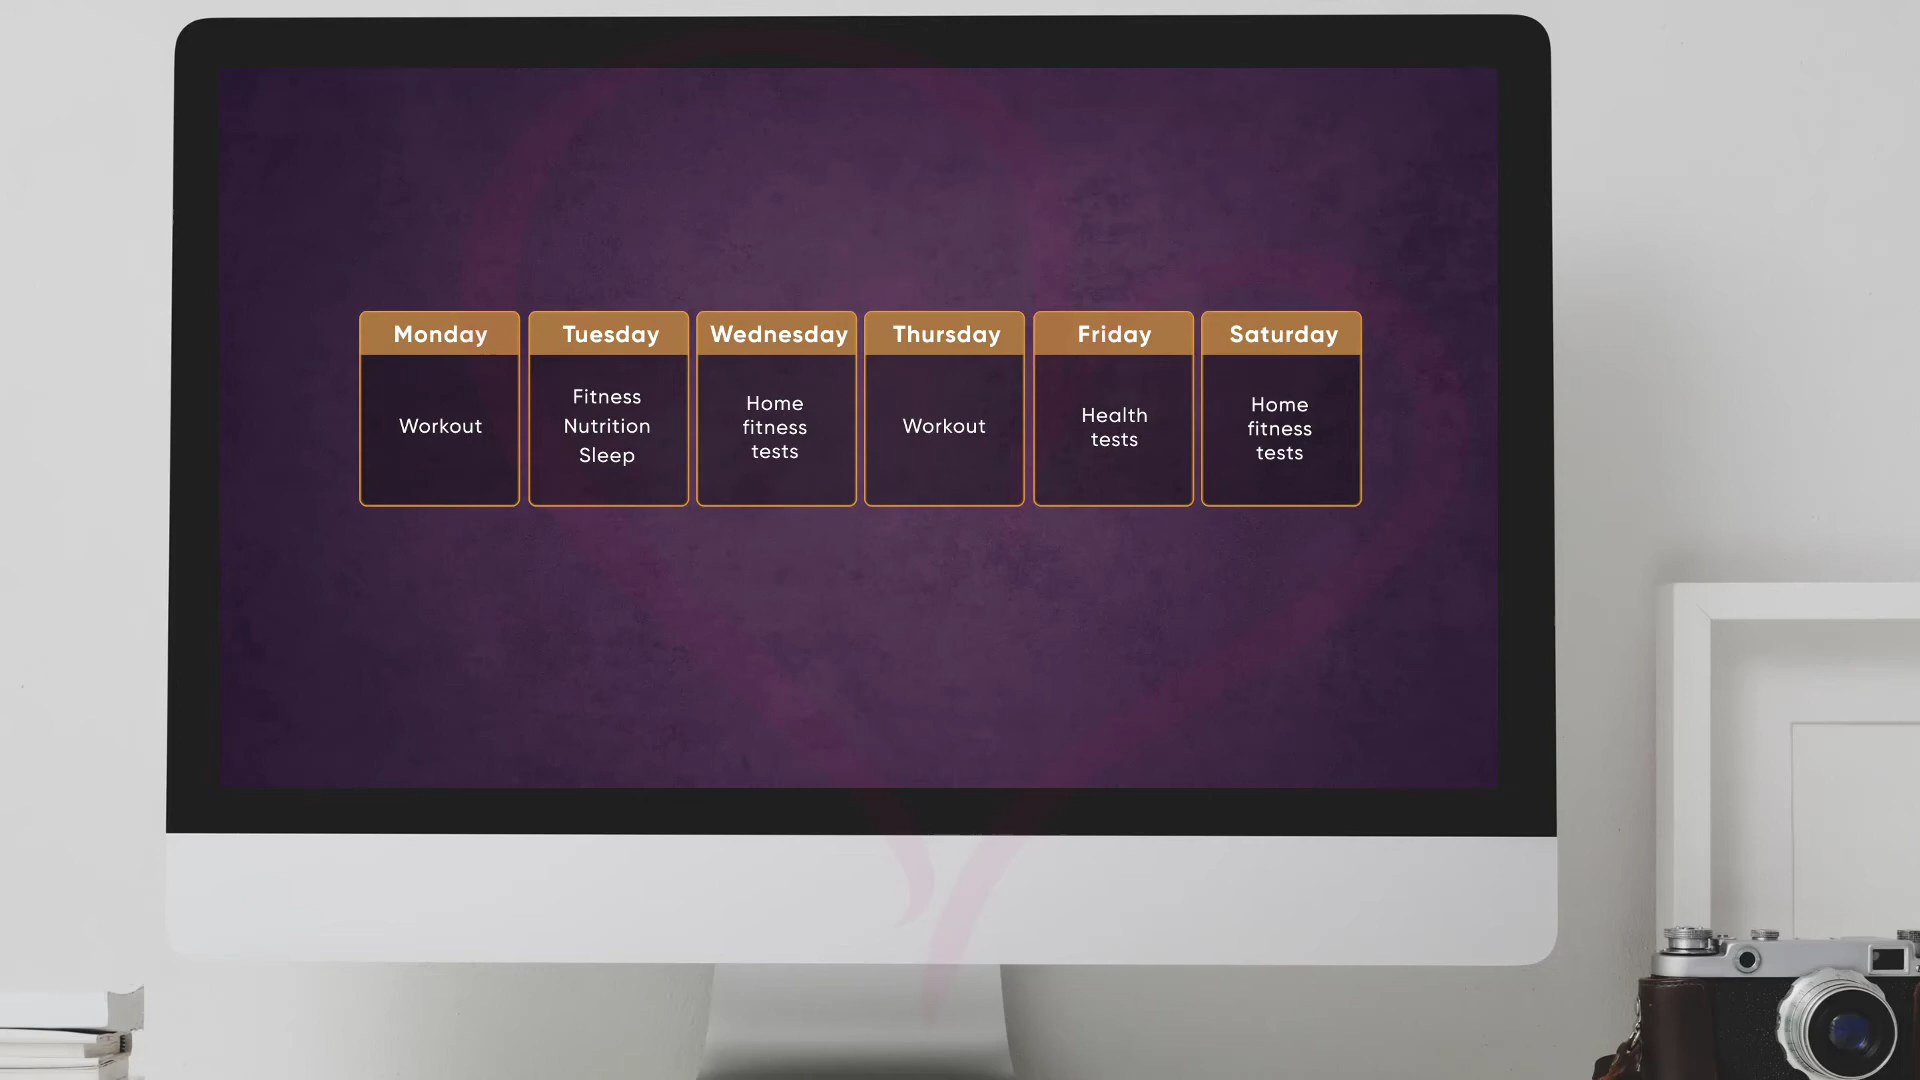 Monday
Workout
Tuesday
Fitness
Nutrition
Sleep
Wednesday
Home
fitness
tests
Thursday
Workout
Friday
Health
tests
Saturday
Home
fitness
tests